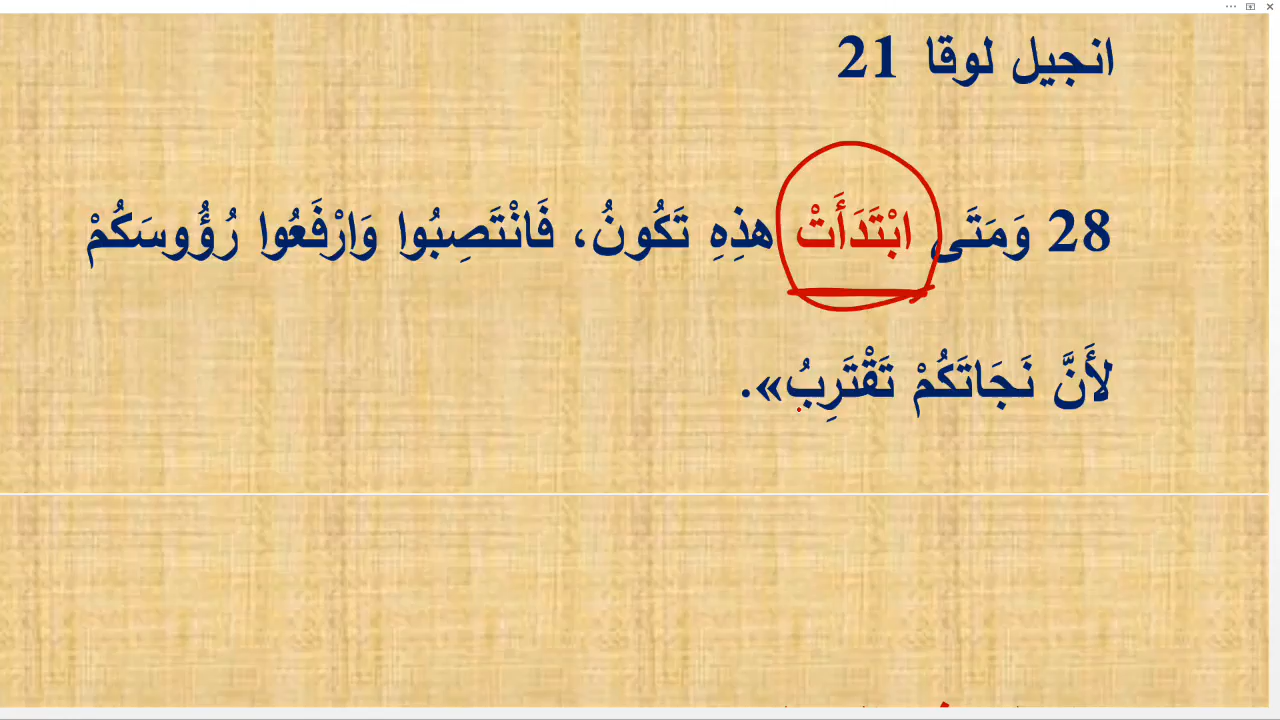 انجيل لوقا 21
28 وَمَتَى ابْتَدَأَتْ هذِهِ تَكُونُ، فَانْتَصِبُوا وَارْفَعُوا رُؤُوسَكُمْ
لأَنَّ نَجَاتَكُمْ تَقْتَرِبُ».